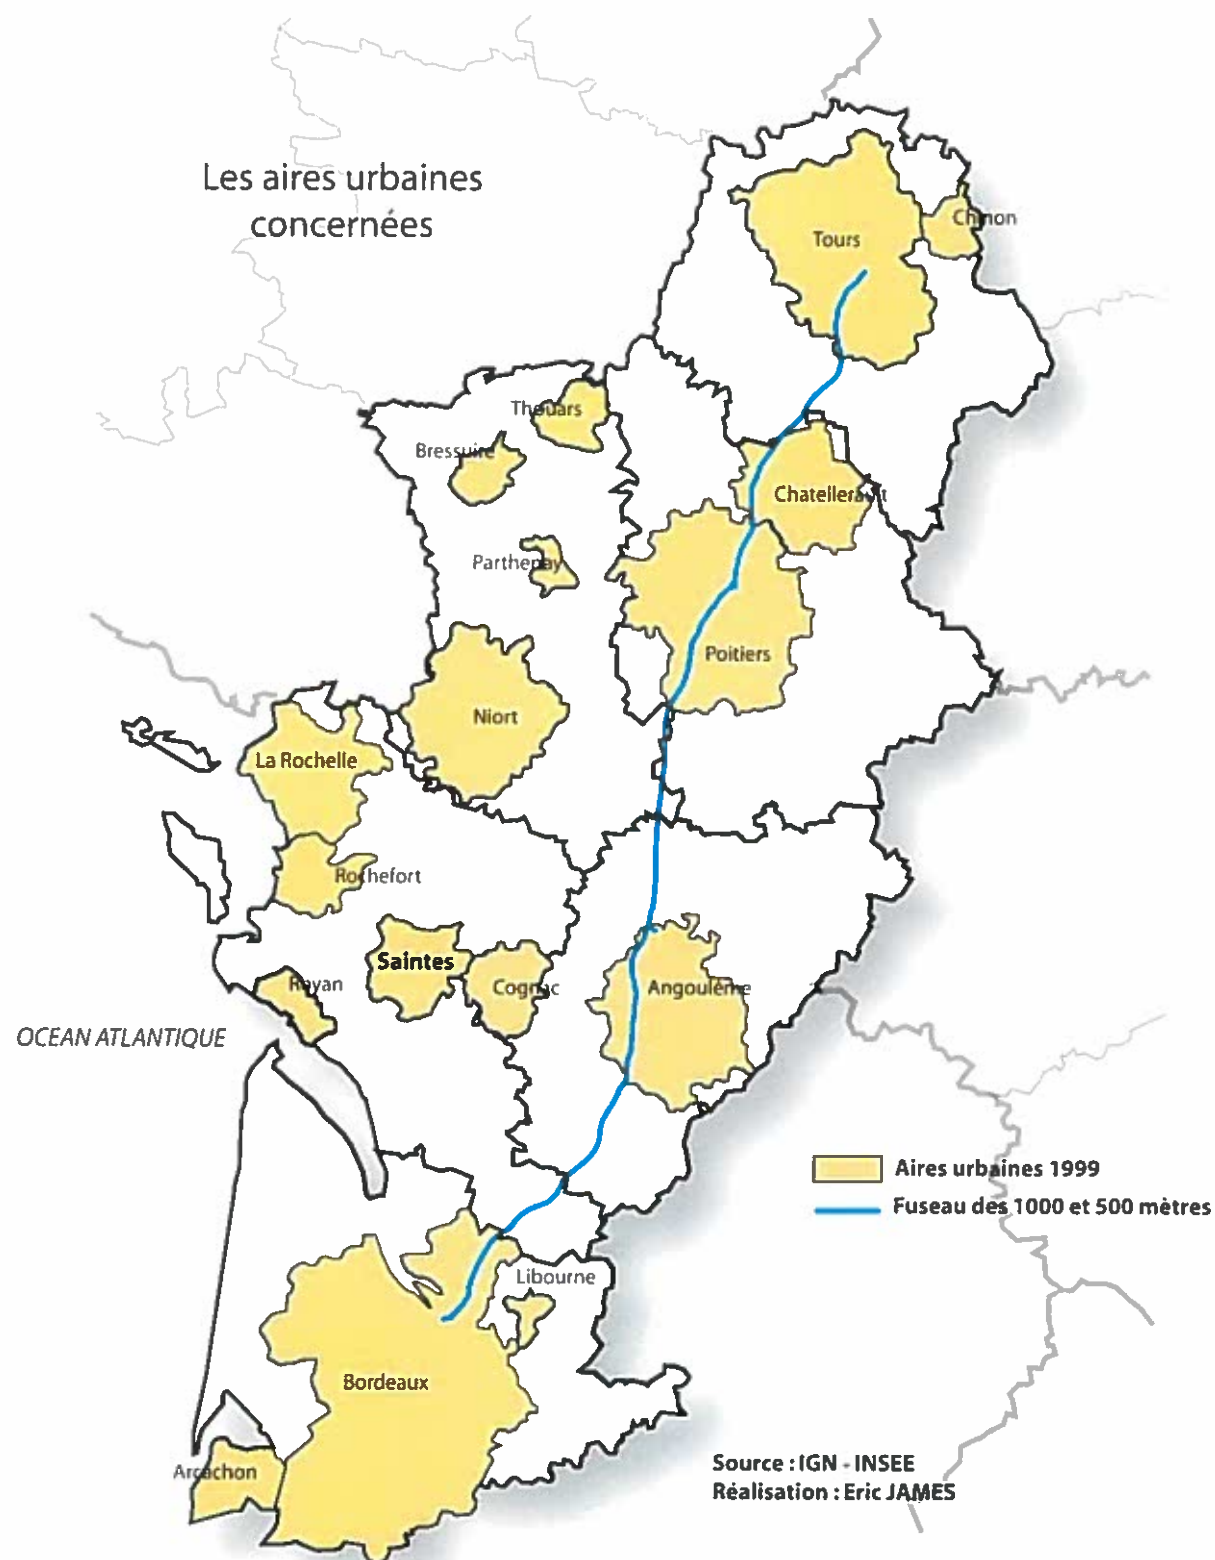 Les aires urbaines
concernées
Tours
Chinon
Thouars
Bressuire
Chatellerault
Parthenay
Poitiers
Niort
La Rochelle
Rochefort
Saintes
Royan
Cognac
Angoulême
OCEAN ATLANTIQUE
Aires urbaines 1999
Fuseau des 1000 et 500 mètres
Libourne
Bordeaux
Arcachon
Source : IGN - INSEE
Réalisation : Eric JAMES